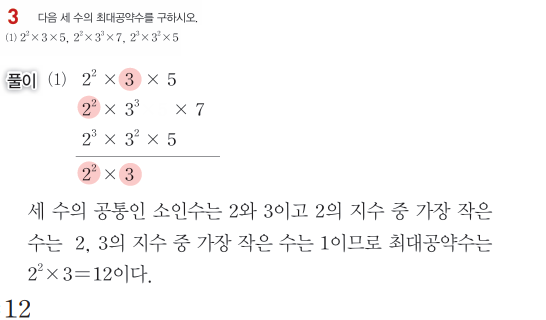 3 다음 세 수의 최대공약수를 구하시오.
(1) 2²×3×5, 2²×3³×7, 2³×3²×5
풀이 (1) 2² × 3 × 5
2² × 3³ × 7
2³ × 3² × 5
2² × 3
세 수의 공통인 소인수는 2와 3이고 2의 지수 중 가장 작은
수는 2, 3의 지수 중 가장 작은 수는 1이므로 최대공약수는
2²×3=12이다.
12